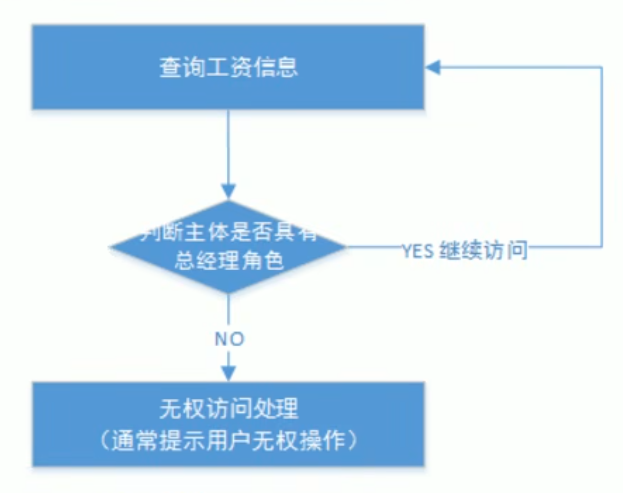 查询工资信息
判断主体是否具有
总经理角色
YES 继续访问
NO
无权访问处理
（通常提示用户无权操作）